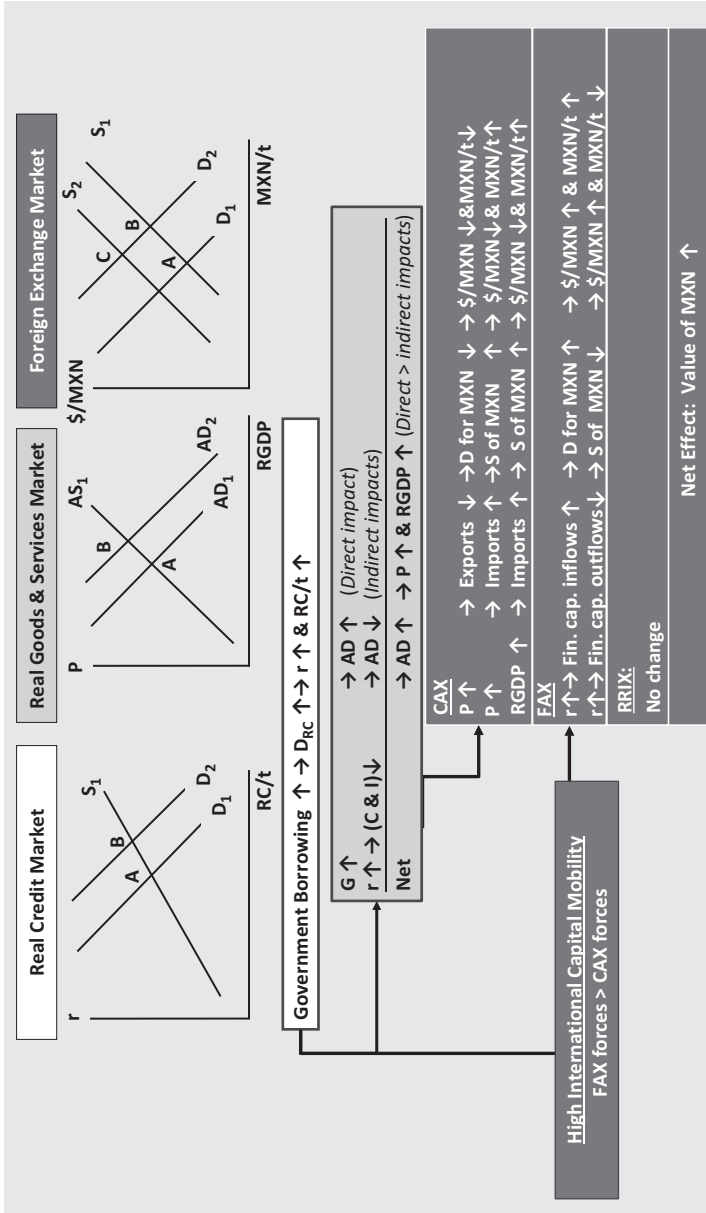 Real Credit Market
r
S1
D2
B
A
D1
RC/t
Real Goods & Services Market
P
AS1
B
AD2
A
AD1
RGDP
Foreign Exchange Market
$/MXN
S2
S1
C
B
D2
A
D1
MXN/t
Government Borrowing ↑ → DRC ↑→ r ↑ & RC/t ↑
G ↑ → AD ↑ (Direct impact)
r ↑ → (C & I)↓ → AD ↓ (Indirect impacts)
Net → AD ↑ → P ↑ & RGDP ↑ (Direct > indirect impacts)
CAX
P ↑ → Exports ↓ →D for MXN ↓ → $/MXN ↓&MXN/t↓
P ↑ → Imports ↑ →S of MXN ↑ → $/MXN↓& MXN/t↑
RGDP ↑ → Imports ↑ → S of MXN ↑ → $/MXN ↓& MXN/t↑
FAX
r↑→ Fin. cap. inflows ↑ → D for MXN ↑ → $/MXN ↑ & MXN/t ↑
r↑→ Fin. cap. outflows↓ → S of MXN ↓ → $/MXN ↑ & MXN/t ↓
RRIX:
No change
Net Effect: Value of MXN ↑
High International Capital Mobility
FAX forces > CAX forces